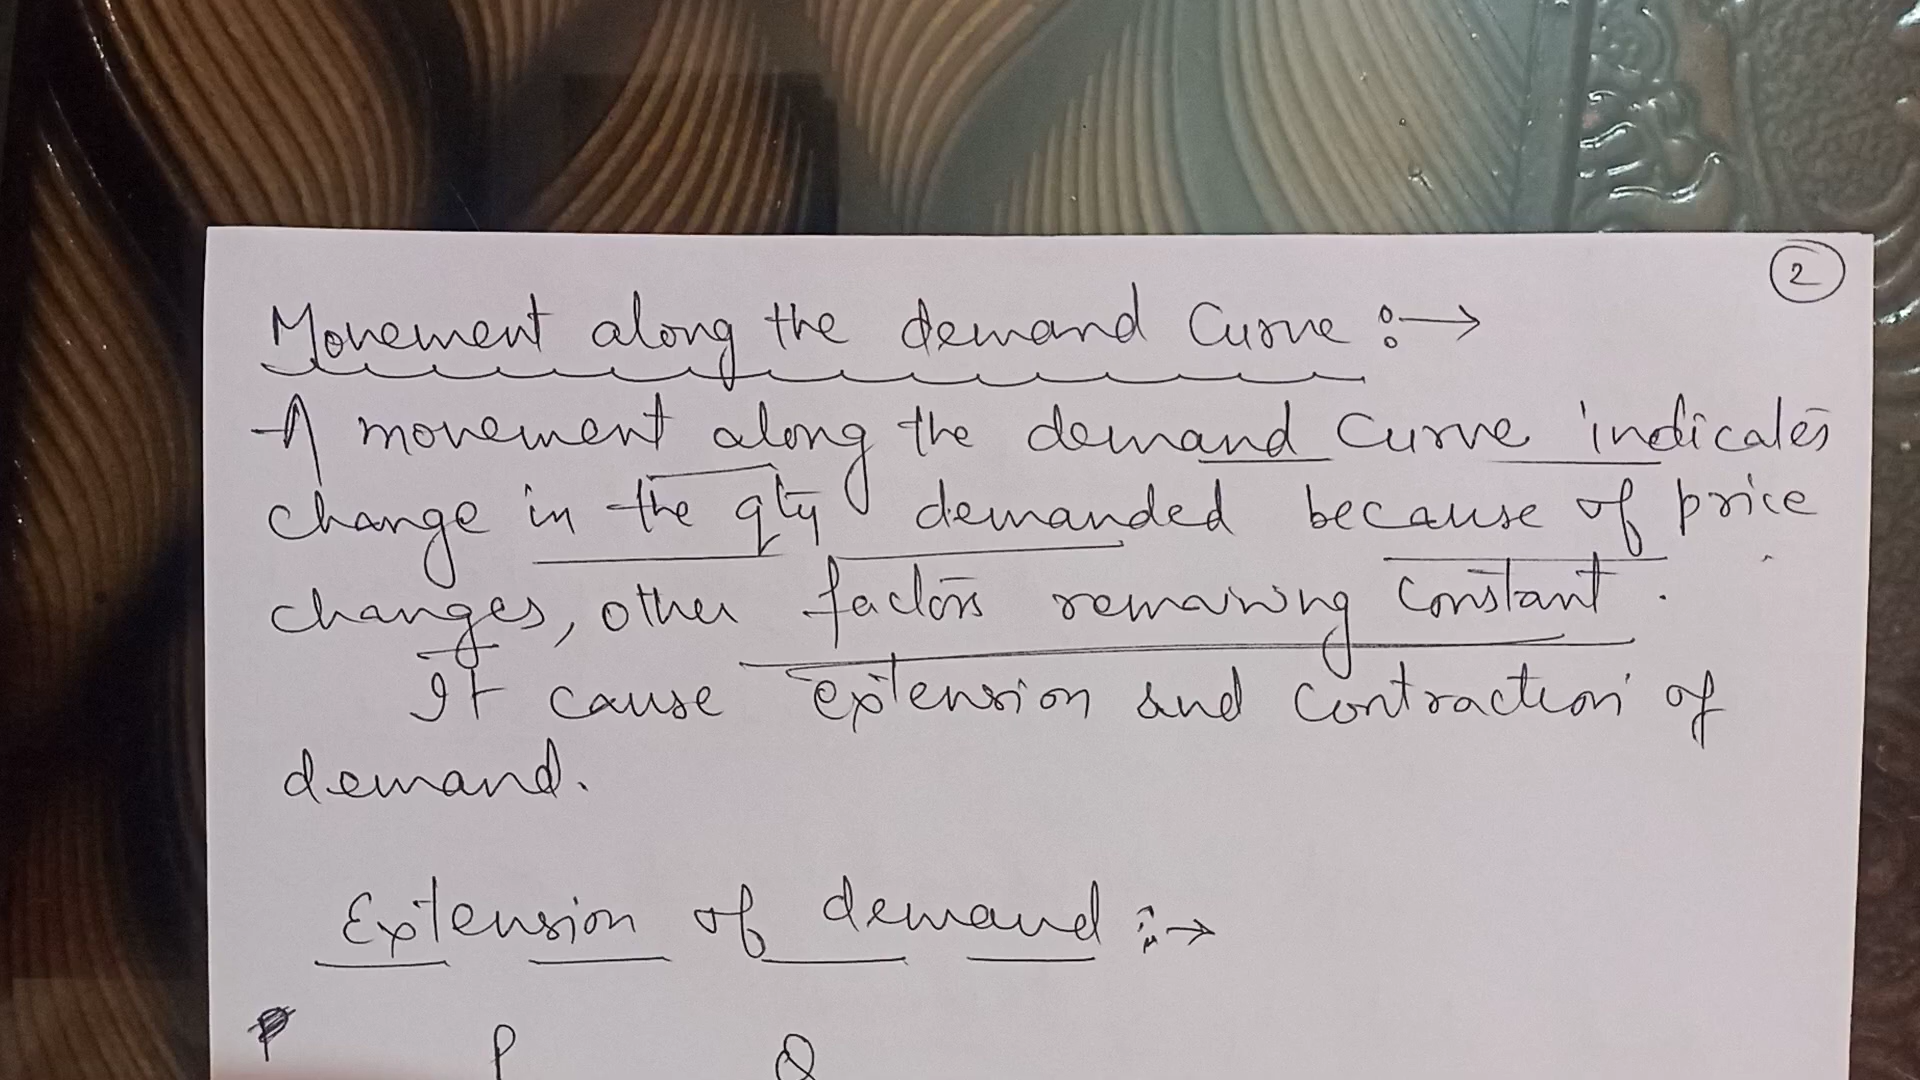 2
Movement along the demand Curve :→
A movement along the demand curve indicates
change in the qty demanded because of price
changes, other factors remaining constant.
It cause extension and contraction of
demand.
Extension of demand :→
P Q